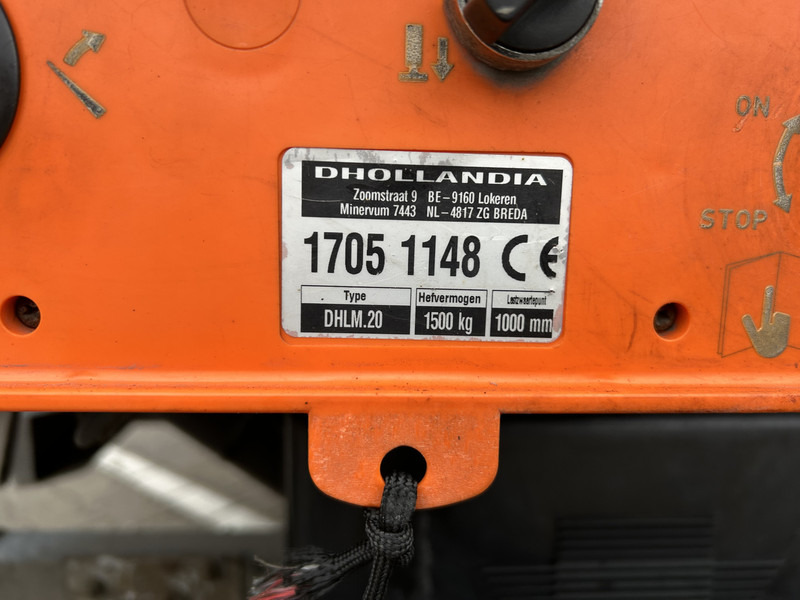 ON
STOP
DHOLLANDIA
Zoomstraat 9 BE-9160 Lokeren
Minervum 7443 NL-4817 ZG BREDA
1705 1148 CE
Type Hefvermogen Lastzwaartepunt
DHLM.20 1500 kg 1000 mm